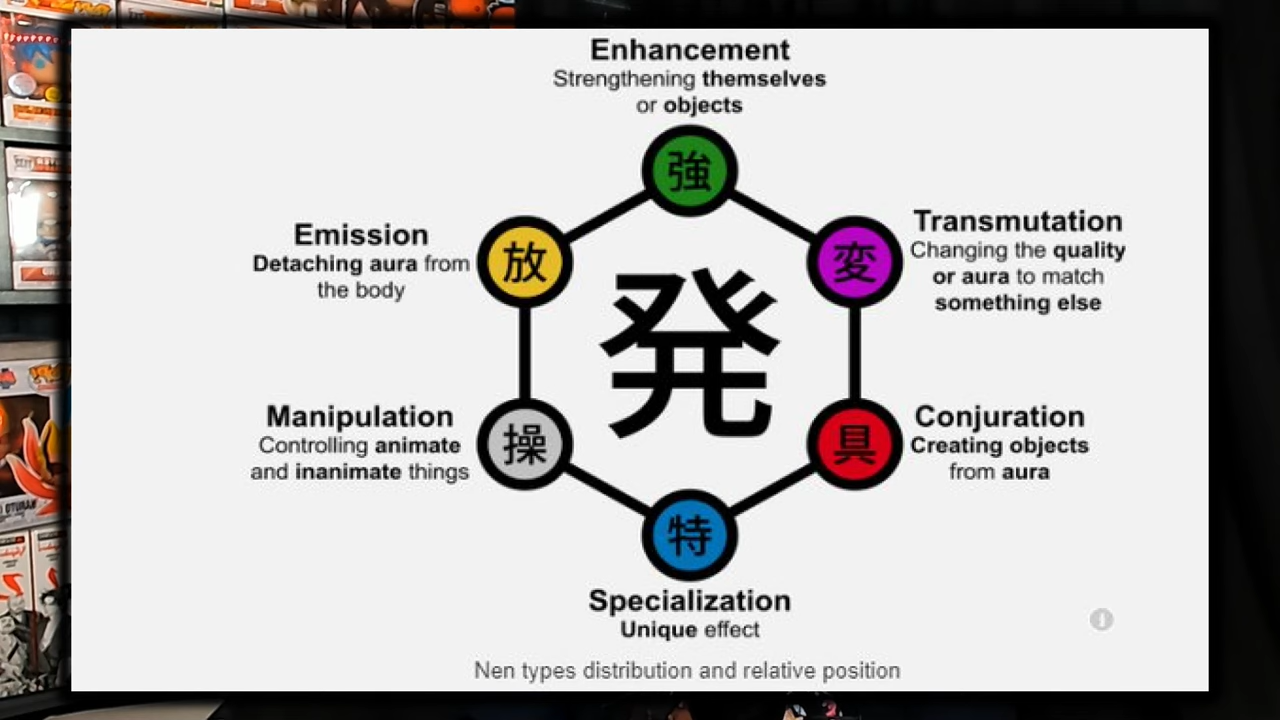 Enhancement
Strengthening themselves
or objects
強
Emission
Detaching aura from
the body
放
Transmutation
Changing the quality
or aura to match
something else
変
発
Manipulation
Controlling animate
and inanimate things
操
Conjuration
Creating objects
from aura
具
特
Specialization
Unique effect
Nen types distribution and relative position
i